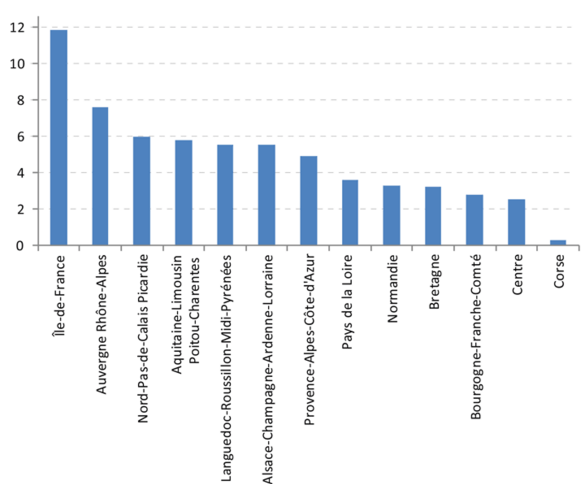 12
10
8
6
4
2
0
Île-de-France
Auvergne Rhône-Alpes
Nord-Pas-de-Calais Picardie
Aquitaine-Limousin
Poitou-Charentes
Languedoc-Roussillon-Midi-Pyrénées
Alsace-Champagne-Ardenne-Lorraine
Provence-Alpes-Côte-d'Azur
Pays de la Loire
Normandie
Bretagne
Bourgogne-Franche-Comté
Centre
Corse